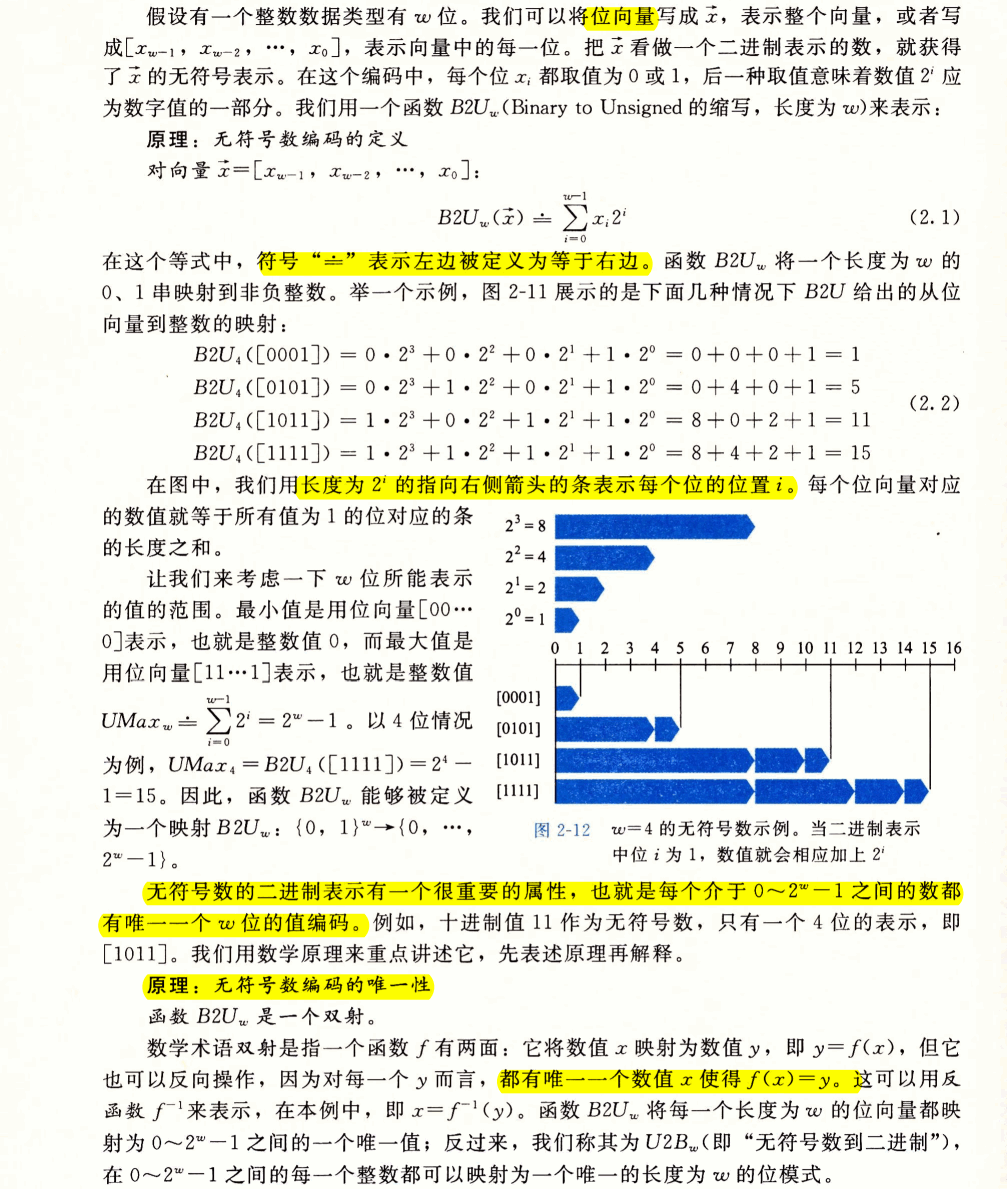 假设有一个整数数据类型有 w 位。我们可以将位向量写成 x⃗，表示整个向量，或者写
成[x_{w-1}，x_{w-2}，…，x_0]，表示向量中的每一位。把 x⃗ 看做一个二进制表示的数，就获得
了 x⃗ 的无符号表示。在这个编码中，每个位 x_i 都取值为 0 或 1，后一种取值意味着数值 2^i 应
为数字值的一部分。我们用一个函数 B2U_w(Binary to Unsigned 的缩写，长度为 w)来表示：
原理：无符号数编码的定义
对向量 x⃗=[x_{w-1}，x_{w-2}，…，x_0]：
B2U_w(x⃗) ≐ ∑_{i=0}^{w-1} x_i 2^i (2.1)
在这个等式中，符号“≐”表示左边被定义为等于右边。函数 B2U_w 将一个长度为 w 的
0、1 串映射到非负整数。举一个示例，图 2-11 展示的是下面几种情况下 B2U 给出的从位
向量到整数的映射：
B2U_4([0001]) = 0·2^3+0·2^2+0·2^1+1·2^0 = 0+0+0+1 = 1
B2U_4([0101]) = 0·2^3+1·2^2+0·2^1+1·2^0 = 0+4+0+1 = 5
(2.2)
B2U_4([1011]) = 1·2^3+0·2^2+1·2^1+1·2^0 = 8+0+2+1 = 11
B2U_4([1111]) = 1·2^3+1·2^2+1·2^1+1·2^0 = 8+4+2+1 = 15
在图中，我们用长度为 2^i 的指向右侧箭头的条表示每个位的位置 i。每个位向量对应
的数值就等于所有值为 1 的位对应的条
的长度之和。
让我们来考虑一下 w 位所能表示
的值的范围。最小值是用位向量[00…
0]表示，也就是整数值 0，而最大值是
用位向量[11…1]表示，也就是整数值
UMax_w ≐ ∑_{i=0}^{w-1} 2^i = 2^w-1。以 4 位情况
为例，UMax_4=B2U_4([1111])=2^4-
1=15。因此，函数 B2U_w 能够被定义
为一个映射 B2U_w：{0，1}^w→{0，…，
2^w-1}。
2^3=8
2^2=4
2^1=2
2^0=1
0 1 2 3 4 5 6 7 8 9 10 11 12 13 14 15 16
[0001]
[0101]
[1011]
[1111]
图 2-12 w=4 的无符号数示例。当二进制表示
中位 i 为 1，数值就会相应加上 2^i
无符号数的二进制表示有一个很重要的属性，也就是每个介于 0～2^w-1 之间的数都
有唯一一个 w 位的值编码。例如，十进制值 11 作为无符号数，只有一个 4 位的表示，即
[1011]。我们用数学原理来重点讲述它，先表述原理再解释。
原理：无符号数编码的唯一性
函数 B2U_w 是一个双射。
数学术语双射是指一个函数 f 有两面：它将数值 x 映射为数值 y，即 y=f(x)，但它
也可以反向操作，因为对每一个 y 而言，都有唯一一个数值 x 使得 f(x)=y。这可以用反
函数 f^{-1}来表示，在本例中，即 x=f^{-1}(y)。函数 B2U_w 将每一个长度为 w 的位向量都映
射为 0～2^w-1 之间的一个唯一值；反过来，我们称其为 U2B_w(即“无符号数到二进制”)，
在 0～2^w-1 之间的每一个整数都可以映射为一个唯一的长度为 w 的位模式。